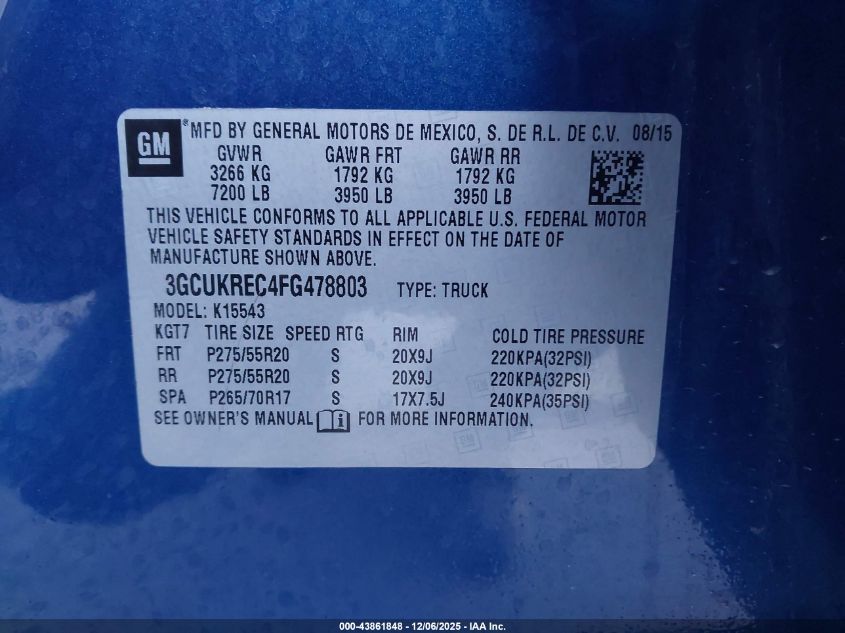 GM ® MFD BY GENERAL MOTORS DE MEXICO, S. DE R.L. DE C.V. 08/15
GVWR GAWR FRT GAWR RR
3266 KG 1792 KG 1792 KG
7200 LB 3950 LB 3950 LB
THIS VEHICLE CONFORMS TO ALL APPLICABLE U.S. FEDERAL MOTOR
VEHICLE SAFETY STANDARDS IN EFFECT ON THE DATE OF
MANUFACTURE SHOWN ABOVE.
3GCUKREC4FG478803 TYPE: TRUCK
MODEL: K15543
KGT7 TIRE SIZE SPEED RTG RIM COLD TIRE PRESSURE
FRT P275/55R20 S 20X9J 220KPA(32PSI)
RR P275/55R20 S 20X9J 220KPA(32PSI)
SPA P265/70R17 S 17X7.5J 240KPA(35PSI)
SEE OWNER'S MANUAL i FOR MORE INFORMATION.
000-43861848 - 12/06/2025 - IAA Inc.